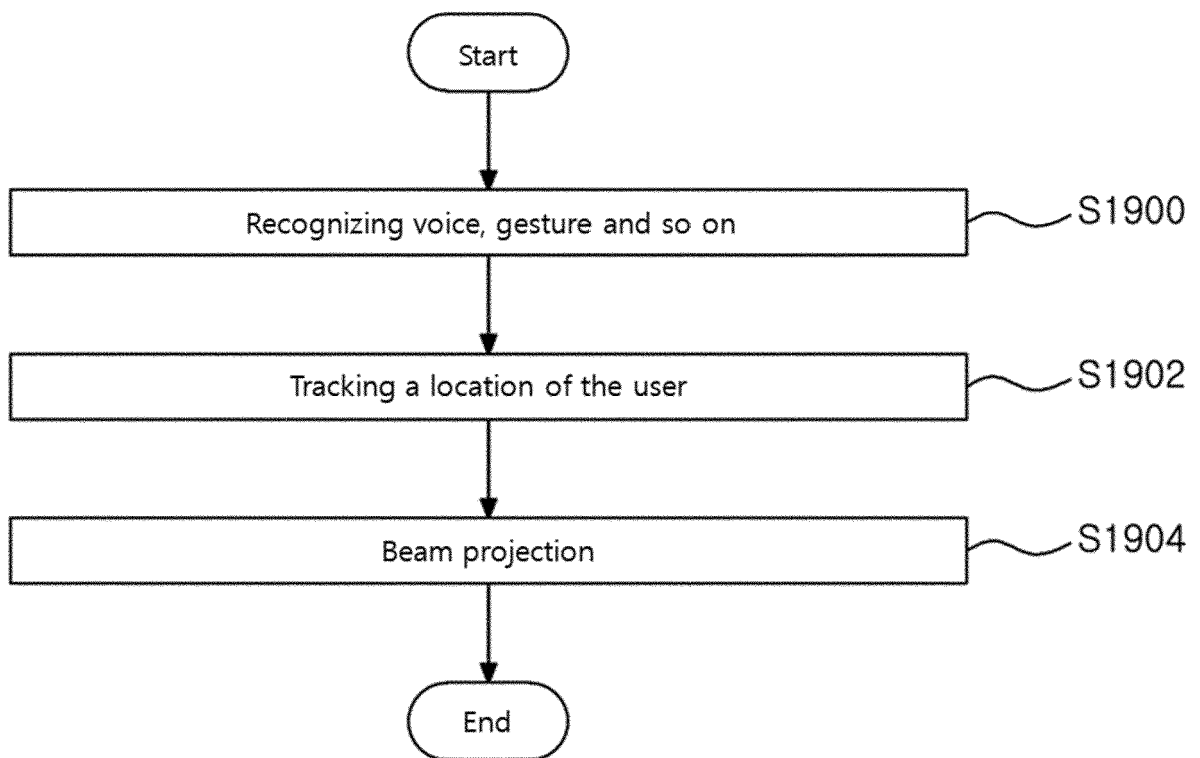 Start
Recognizing voice, gesture and so on
S1900
Tracking a location of the user
S1902
Beam projection
S1904
End